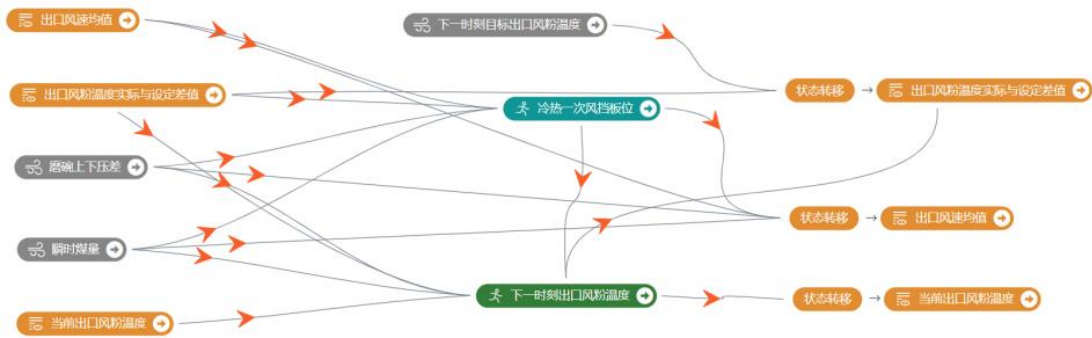 出口风速均值
下一时刻目标出口风粉温度
出口风粉温度实际与设定差值
状态转移
出口风粉温度实际与设定差值
冷热一次风挡板位
磨碗上下压差
状态转移
出口风速均值
瞬时煤量
下一时刻出口风粉温度
状态转移
当前出口风粉温度
当前出口风粉温度